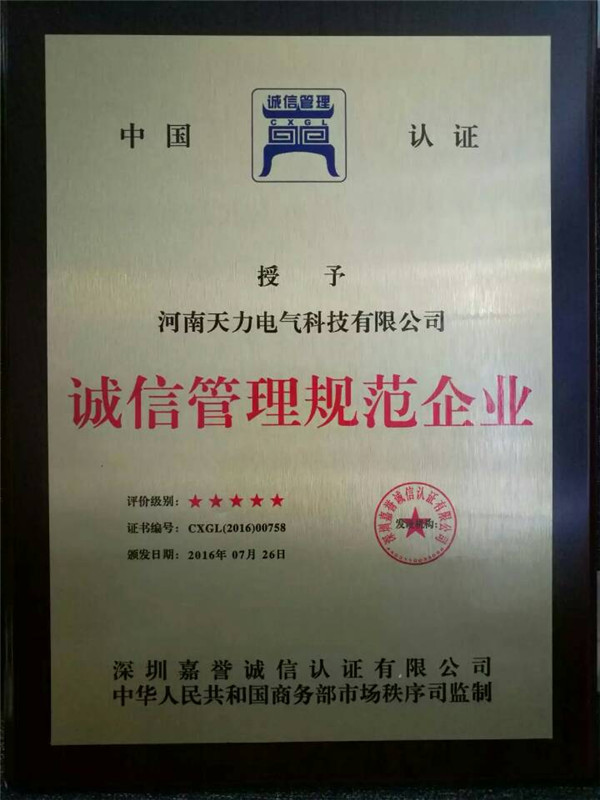 诚信管理
CXGL
中国 认证
授予
河南天力电气科技有限公司
诚信管理规范企业
评价级别：★★★★★
证书编号：CXGL(2016)00758
颁发日期：2016年07月26日
发证机构：
深圳嘉誉诚信认证有限公司
深圳嘉誉诚信认证有限公司
中华人民共和国商务部市场秩序司监制